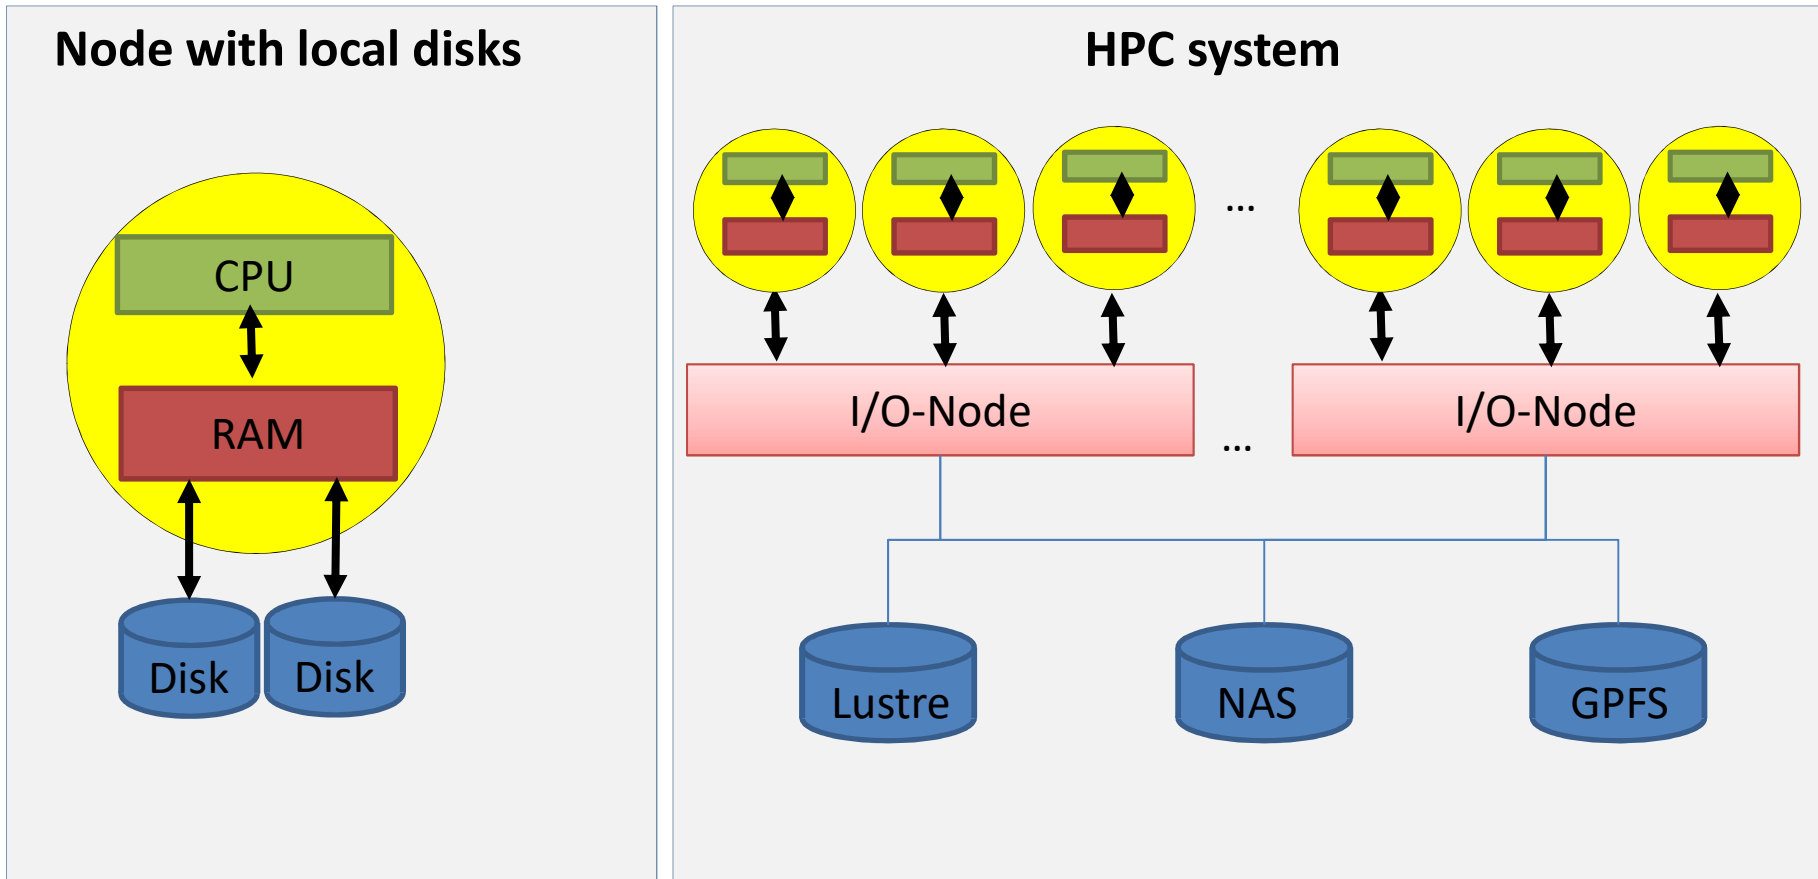 Node with local disks
CPU
RAM
Disk
Disk
HPC system
...
I/O-Node
...
I/O-Node
Lustre
NAS
GPFS